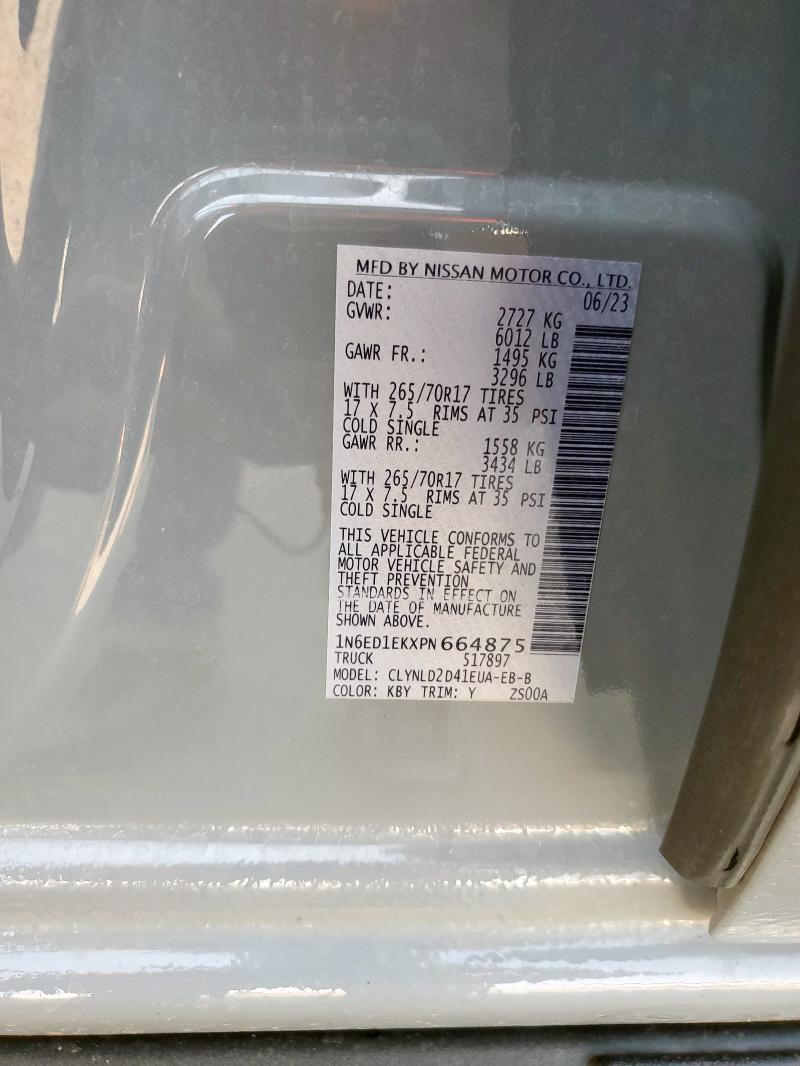 MFD BY NISSAN MOTOR CO., LTD.
DATE: 06/23
GVWR: 2727 KG
6012 LB
GAWR FR.: 1495 KG
3296 LB
WITH 265/70R17 TIRES
17 X 7.5 RIMS AT 35 PSI
COLD SINGLE
GAWR RR.: 1558 KG
3434 LB
WITH 265/70R17 TIRES
17 X 7.5 RIMS AT 35 PSI
COLD SINGLE
THIS VEHICLE CONFORMS TO
ALL APPLICABLE FEDERAL
MOTOR VEHICLE SAFETY AND
THEFT PREVENTION
STANDARDS IN EFFECT ON
THE DATE OF MANUFACTURE
SHOWN ABOVE.
1N6ED1EKXPN664875
TRUCK 517897
MODEL: CLYNLD2D41EUA-EB-B
COLOR: KBY TRIM: Y ZS00A